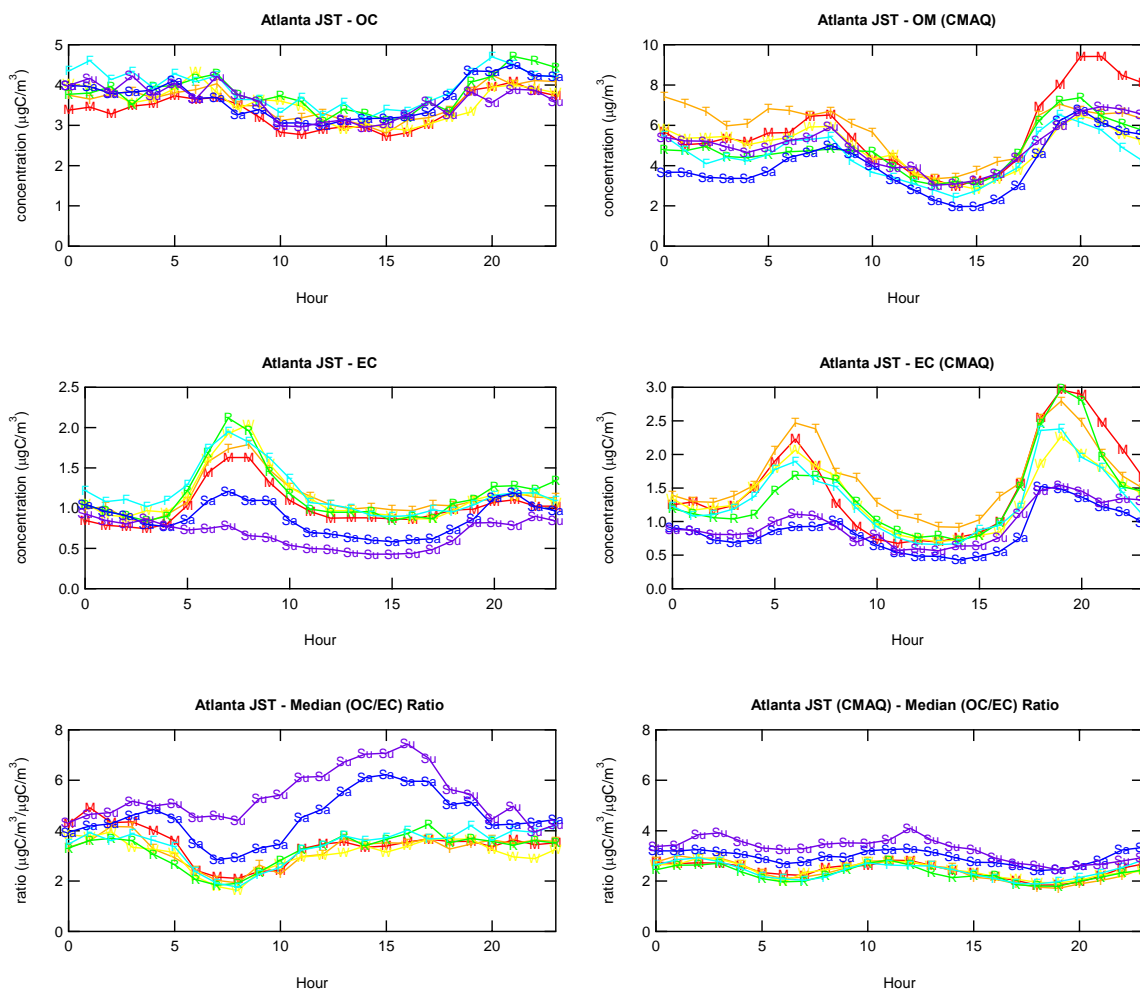 Atlanta JST - OC
concentration (µgC/m³)
5
4
3
2
1
0
0 5 10 15 20
Hour
Atlanta JST - OM (CMAQ)
concentration (µgC/m³)
10
8
6
4
2
0
0 5 10 15 20
Hour
Atlanta JST - EC
concentration (µgC/m³)
2.5
2.0
1.5
1.0
0.5
0.0
0 5 10 15 20
Hour
Atlanta JST - EC (CMAQ)
concentration (µgC/m³)
3.0
2.5
2.0
1.5
1.0
0.5
0.0
0 5 10 15 20
Hour
Atlanta JST - Median (OC/EC) Ratio
ratio (µgC/m³/µgC/m³)
8
6
4
2
0
0 5 10 15 20
Hour
Atlanta JST (CMAQ) - Median (OC/EC) Ratio
ratio (µgC/m³/µgC/m³)
8
6
4
2
0
0 5 10 15 20
Hour